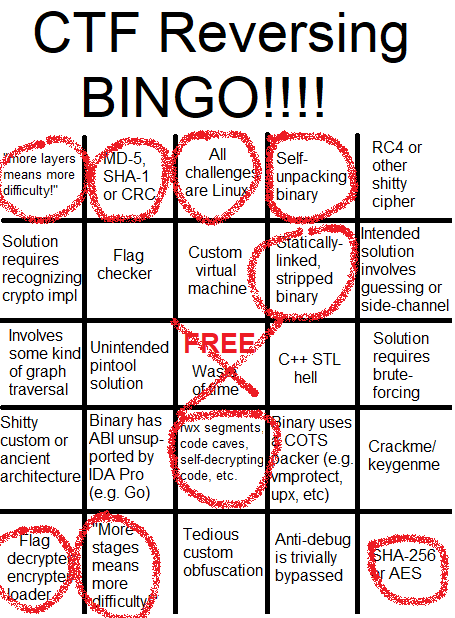 CTF Reversing
BINGO!!!!
"more layers
means more
difficulty!"
MD-5,
SHA-1
or CRC
All
challenges
are Linux
Self-
unpacking
binary
RC4 or
other
shitty
cipher
Solution
requires
recognizing
crypto impl
Flag
checker
Custom
virtual
machine
Statically-
linked,
stripped
binary
Intended
solution
involves
guessing or
side-channel
Involves
some kind
of graph
traversal
Unintended
pintool
solution
FREE
Waste
of time
C++ STL
hell
Solution
requires
brute-
forcing
Shitty
custom or
ancient
architecture
Binary has
ABI unsup-
ported by
IDA Pro
(e.g. Go)
rwx segments,
code caves,
self-decrypting
code, etc.
Binary uses
COTS
packer (e.g.
vmprotect,
upx, etc)
Crackme/
keygenme
Flag
decrypter
encrypter
loader
"More
stages
means
more
difficulty
Tedious
custom
obfuscation
Anti-debug
is trivially
bypassed
SHA-256
or AES